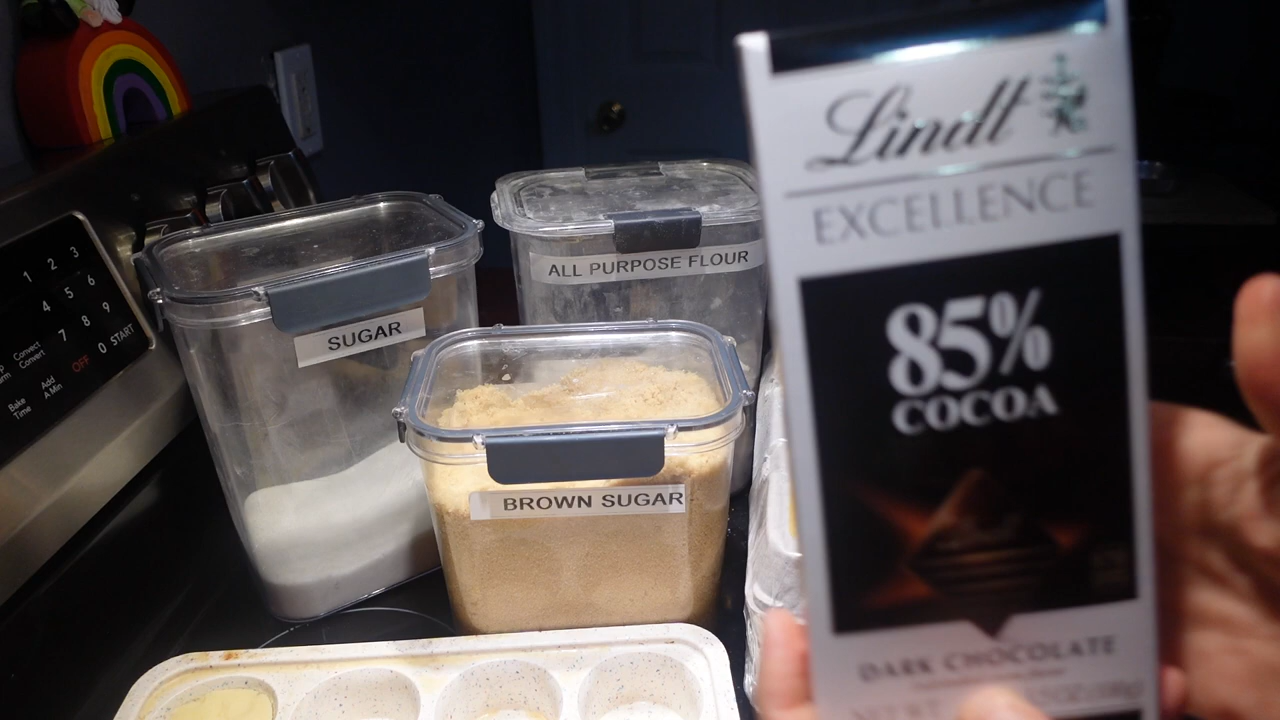 1 2 3
4 5 6
7 8 9
OFF 0 START
Connect
Convert
Bake
Time
Add
A Min
SUGAR
ALL PURPOSE FLOUR
BROWN SUGAR
Lindt
EXCELLENCE
85%
COCOA
DARK CHOCOLATE